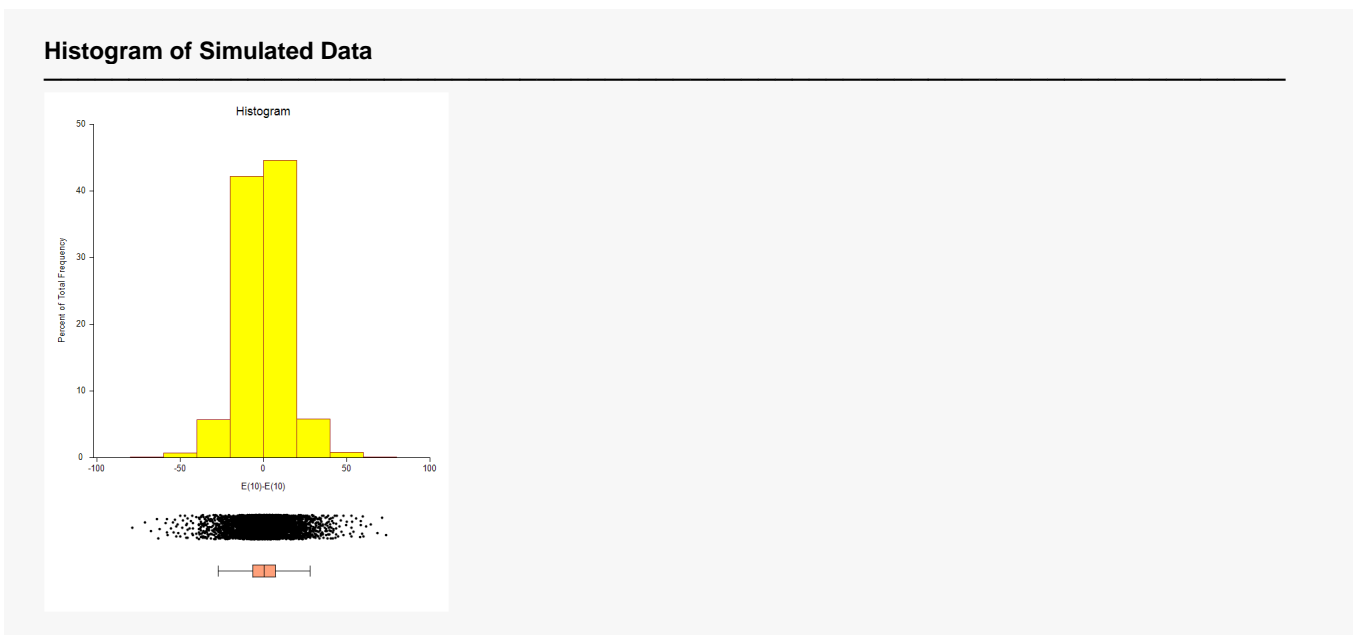 Histogram of Simulated Data
Histogram
50
40
30
20
10
0
Percent of Total Frequency
-100 -50 0 50 100
E(10)-E(10)